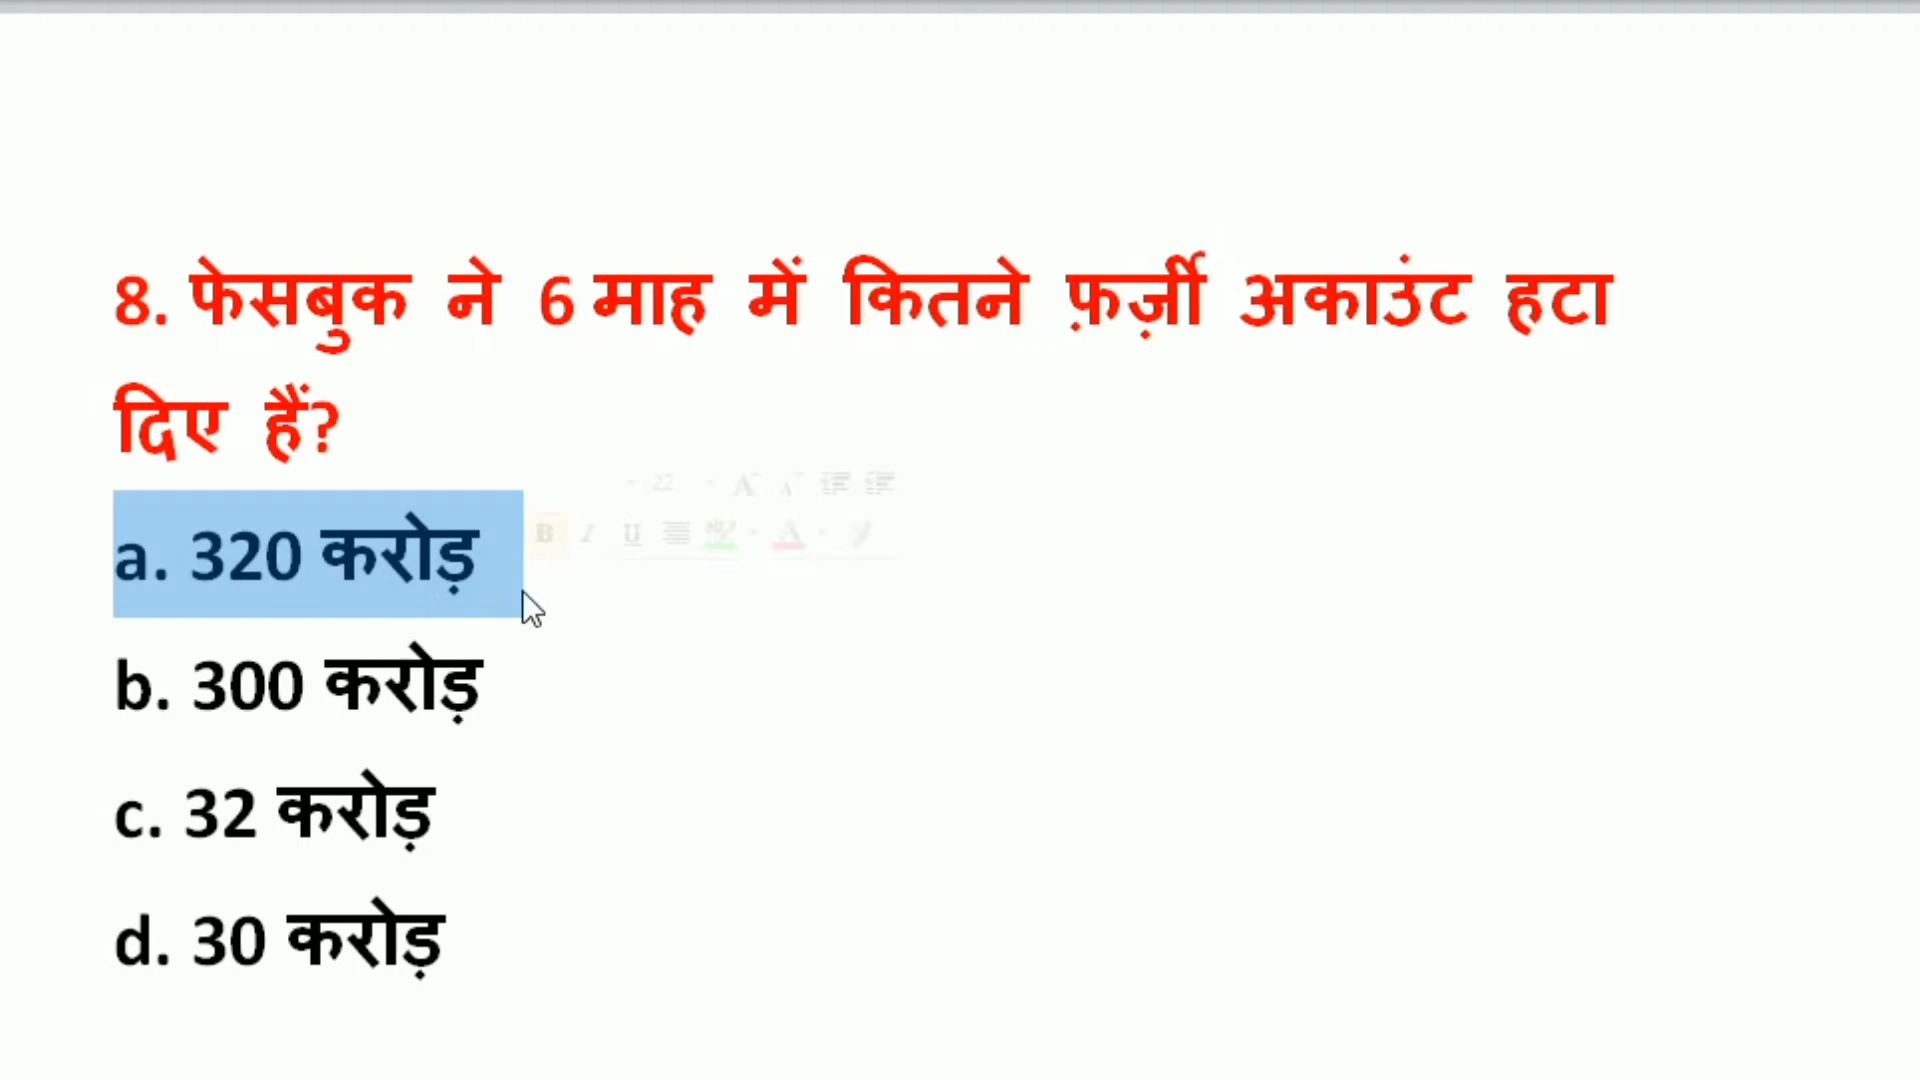 8. फेसबुक ने 6 माह में कितने फ़र्ज़ी अकाउंट हटा
दिए हैं?
a. 320 करोड़
b. 300 करोड़
c. 32 करोड़
d. 30 करोड़